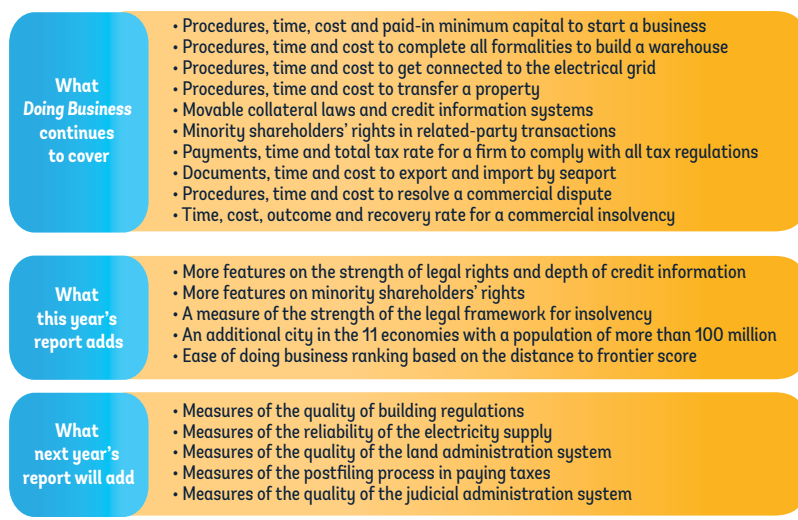 What
Doing Business
continues
to cover
• Procedures, time, cost and paid-in minimum capital to start a business
• Procedures, time and cost to complete all formalities to build a warehouse
• Procedures, time and cost to get connected to the electrical grid
• Procedures, time and cost to transfer a property
• Movable collateral laws and credit information systems
• Minority shareholders' rights in related-party transactions
• Payments, time and total tax rate for a firm to comply with all tax regulations
• Documents, time and cost to export and import by seaport
• Procedures, time and cost to resolve a commercial dispute
• Time, cost, outcome and recovery rate for a commercial insolvency
What
this year's
report adds
• More features on the strength of legal rights and depth of credit information
• More features on minority shareholders' rights
• A measure of the strength of the legal framework for insolvency
• An additional city in the 11 economies with a population of more than 100 million
• Ease of doing business ranking based on the distance to frontier score
What
next year's
report will add
• Measures of the quality of building regulations
• Measures of the reliability of the electricity supply
• Measures of the quality of the land administration system
• Measures of the postfiling process in paying taxes
• Measures of the quality of the judicial administration system